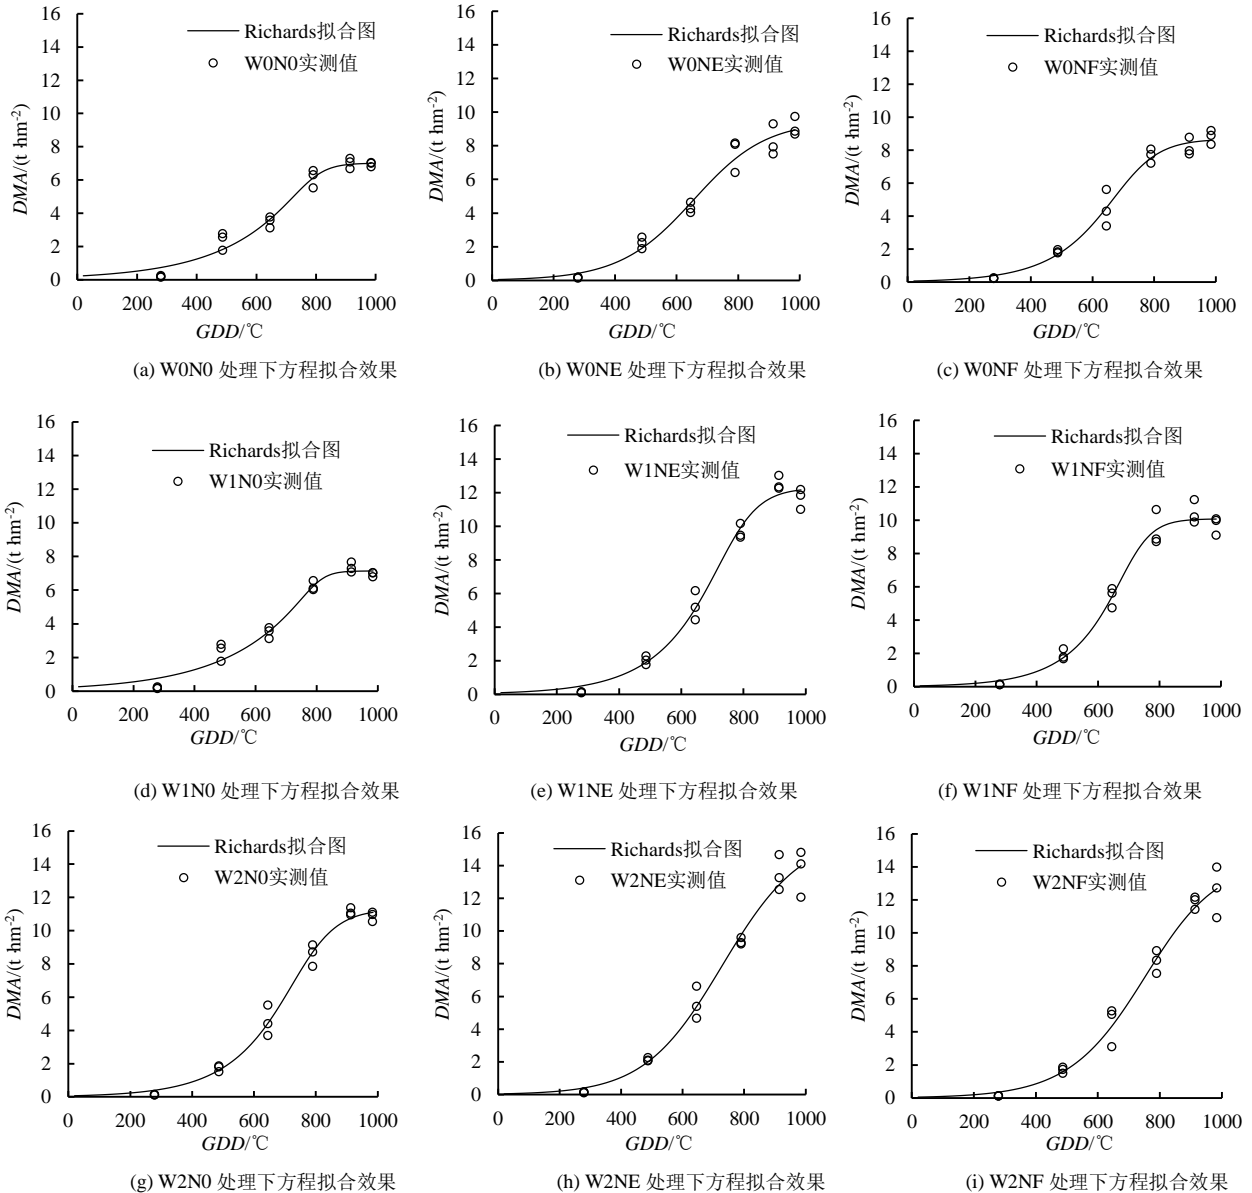 16
14
12
10
8
6
4
2
0
Richards拟合图
W0N0实测值
DMA/(t hm-2)
0 200 400 600 800 1000
GDD/℃
(a) W0N0 处理下方程拟合效果
16
14
12
10
8
6
4
2
0
Richards拟合图
W0NE实测值
DMA/(t hm-2)
0 200 400 600 800 1000
GDD/℃
(b) W0NE 处理下方程拟合效果
16
14
12
10
8
6
4
2
0
Richards拟合图
W0NF实测值
DMA/(t hm-2)
0 200 400 600 800 1000
GDD/℃
(c) W0NF 处理下方程拟合效果
16
14
12
10
8
6
4
2
0
Richards拟合图
W1N0实测值
DMA/(t hm-2)
0 200 400 600 800 1000
GDD/℃
(d) W1N0 处理下方程拟合效果
16
14
12
10
8
6
4
2
0
Richards拟合图
W1NE实测值
DMA/(t hm-2)
0 200 400 600 800 1000
GDD/℃
(e) W1NE 处理下方程拟合效果
16
14
12
10
8
6
4
2
0
Richards拟合图
W1NF实测值
DMA/(t hm-2)
0 200 400 600 800 1000
GDD/℃
(f) W1NF 处理下方程拟合效果
16
14
12
10
8
6
4
2
0
Richards拟合图
W2N0实测值
DMA/(t hm-2)
0 200 400 600 800 1000
GDD/℃
(g) W2N0 处理下方程拟合效果
16
14
12
10
8
6
4
2
0
Richards拟合图
W2NE实测值
DMA/(t hm-2)
0 200 400 600 800 1000
GDD/℃
(h) W2NE 处理下方程拟合效果
16
14
12
10
8
6
4
2
0
Richards拟合图
W2NF实测值
DMA/(t hm-2)
0 200 400 600 800 1000
GDD/℃
(i) W2NF 处理下方程拟合效果